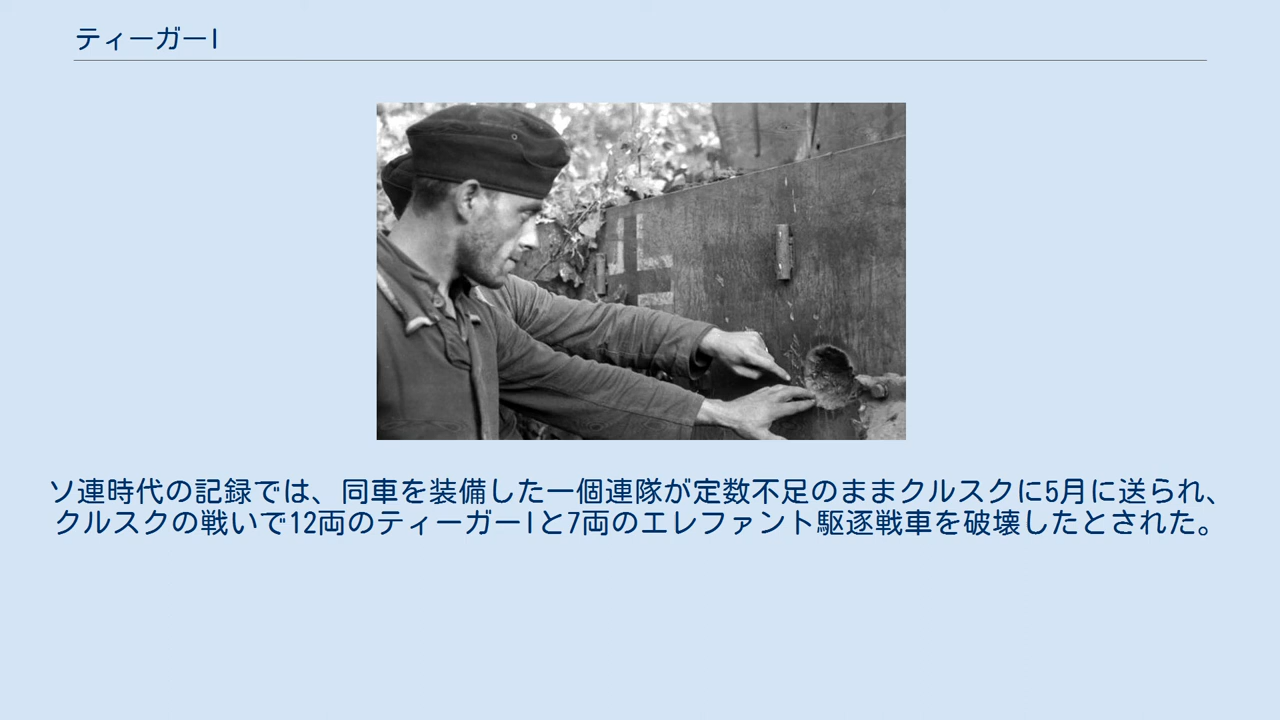 ティーガーI
ソ連時代の記録では、同車を装備した一個連隊が定数不足のままクルスクに5月に送られ、
クルスクの戦いで12両のティーガーIと7両のエレファント駆逐戦車を破壊したとされた。